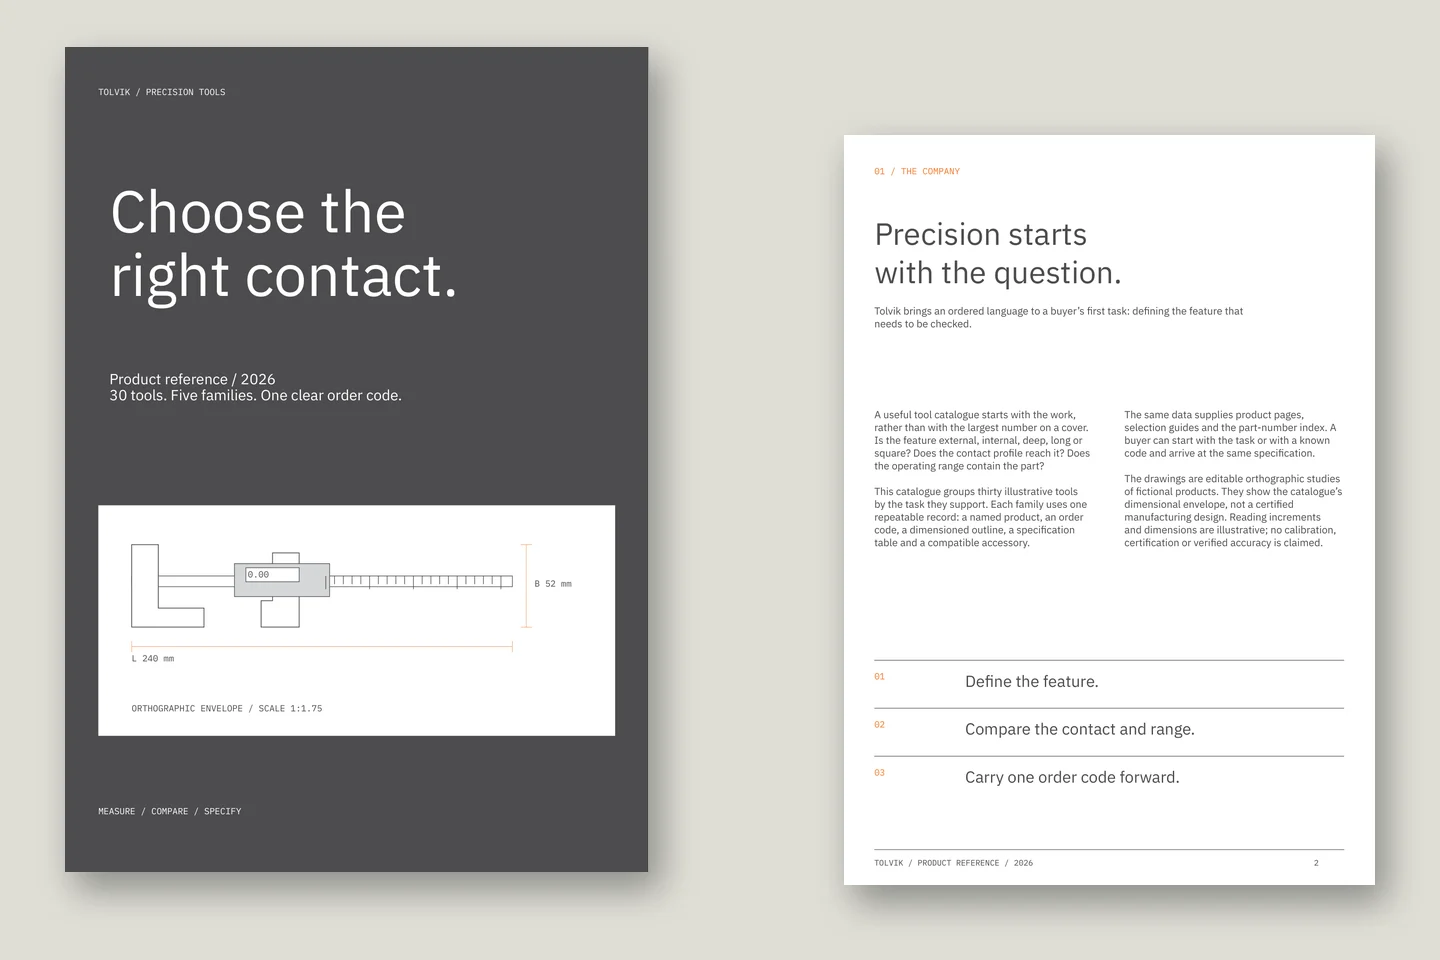 TOLVIK / PRECISION TOOLS
Choose the
right contact.
Product reference / 2026
30 tools. Five families. One clear order code.
0.00
B 52 mm
L 240 mm
ORTHOGRAPHIC ENVELOPE / SCALE 1:1.75
MEASURE / COMPARE / SPECIFY
01 / THE COMPANY
Precision starts
with the question.
Tolvik brings an ordered language to a buyer’s first task: defining the feature that
needs to be checked.
A useful tool catalogue starts with the work,
rather than with the largest number on a cover.
Is the feature external, internal, deep, long or
square? Does the contact profile reach it? Does
the operating range contain the part?
This catalogue groups thirty illustrative tools
by the task they support. Each family uses one
repeatable record: a named product, an order
code, a dimensioned outline, a specification
table and a compatible accessory.
The same data supplies product pages,
selection guides and the part-number index. A
buyer can start with the task or with a known
code and arrive at the same specification.
The drawings are editable orthographic studies
of fictional products. They show the catalogue’s
dimensional envelope, not a certified
manufacturing design. Reading increments
and dimensions are illustrative; no calibration,
certification or verified accuracy is claimed.
01
Define the feature.
02
Compare the contact and range.
03
Carry one order code forward.
TOLVIK / PRODUCT REFERENCE / 2026
2